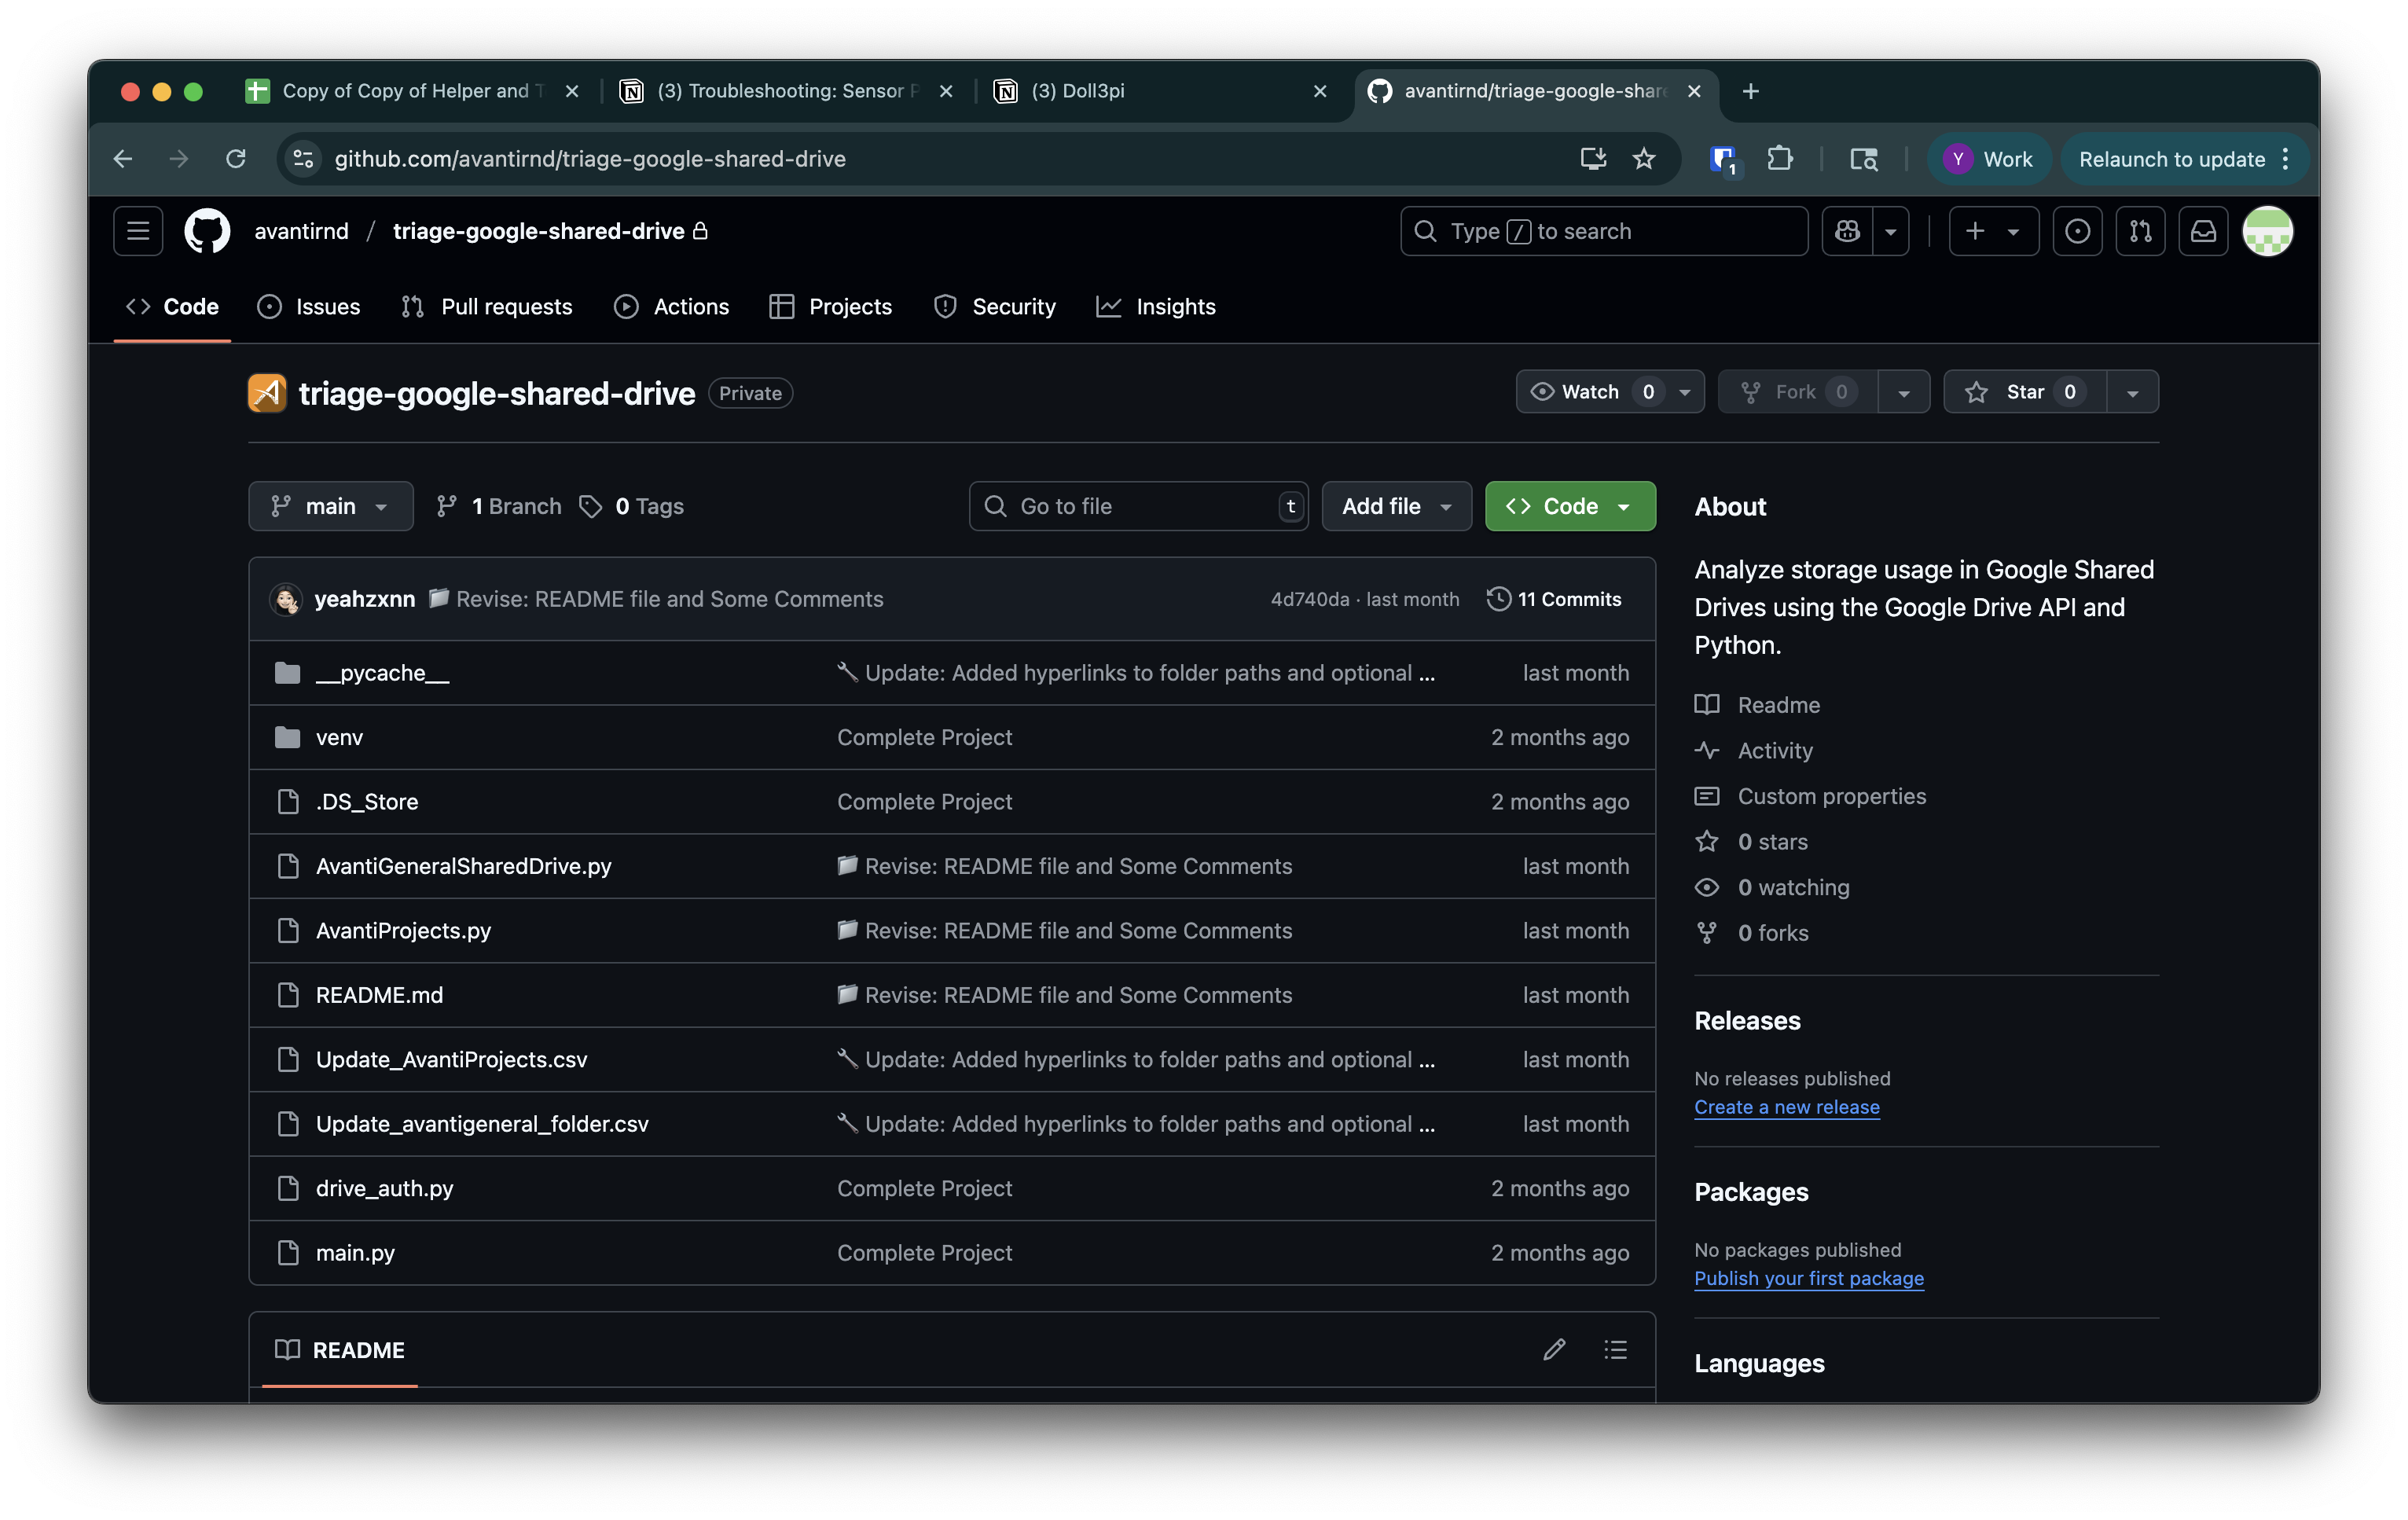 Copy of Copy of Helper and T
(3) Troubleshooting: Sensor P
(3) Doll3pi
avantirnd/triage-google-share
github.com/avantirnd/triage-google-shared-drive
1
Y Work
Relaunch to update
avantirnd / triage-google-shared-drive
Type / to search
Code
Issues
Pull requests
Actions
Projects
Security
Insights
triage-google-shared-drive
Private
Watch 0
Fork 0
Star 0
main
1 Branch
0 Tags
Go to file
t
Add file
Code
yeahzxnn Revise: README file and Some Comments
4d740da · last month
11 Commits
__pycache__
Update: Added hyperlinks to folder paths and optional ...
last month
venv
Complete Project
2 months ago
.DS_Store
Complete Project
2 months ago
AvantiGeneralSharedDrive.py
Revise: README file and Some Comments
last month
AvantiProjects.py
Revise: README file and Some Comments
last month
README.md
Revise: README file and Some Comments
last month
Update_AvantiProjects.csv
Update: Added hyperlinks to folder paths and optional ...
last month
Update_avantigeneral_folder.csv
Update: Added hyperlinks to folder paths and optional ...
last month
drive_auth.py
Complete Project
2 months ago
main.py
Complete Project
2 months ago
README
About
Analyze storage usage in Google Shared
Drives using the Google Drive API and
Python.
Readme
Activity
Custom properties
0 stars
0 watching
0 forks
Releases
No releases published
Create a new release
Packages
No packages published
Publish your first package
Languages